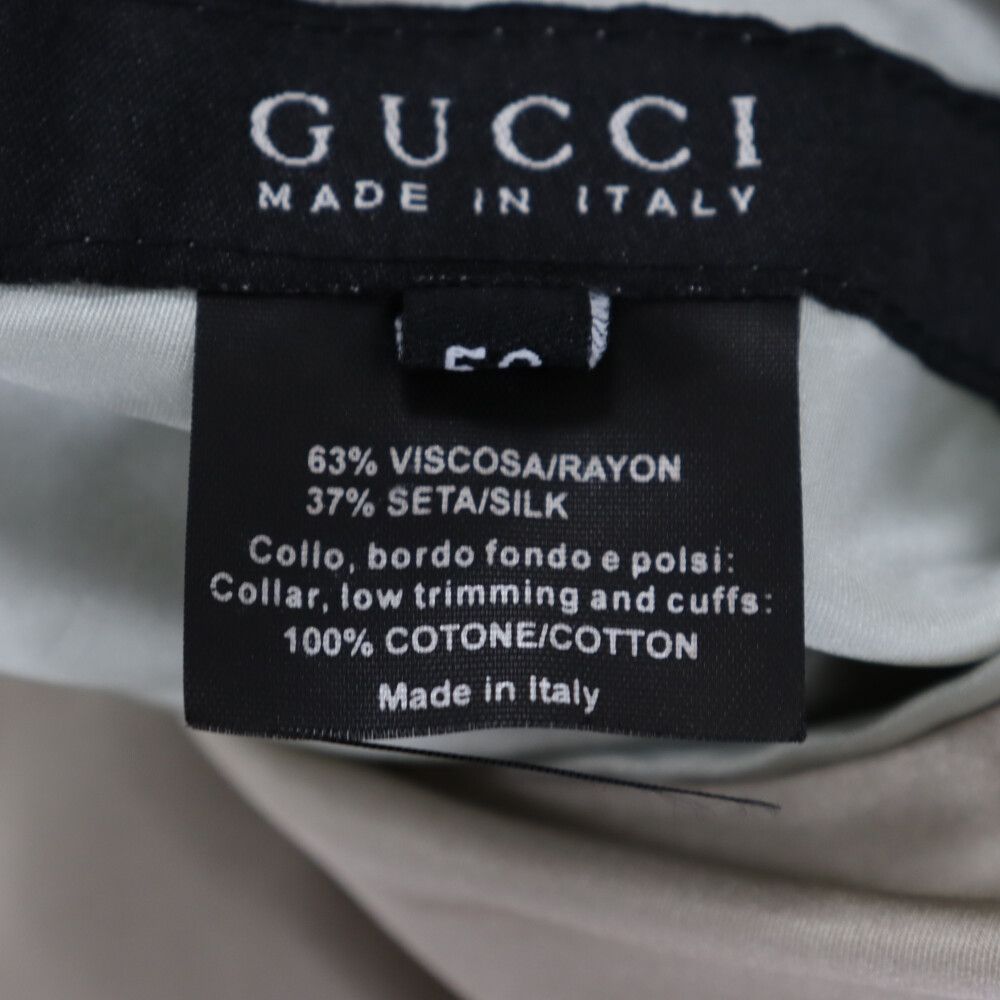 GUCCI
MADE IN ITALY
63% VISCOSA/RAYON
37% SETA/SILK
Collo, bordo fondo e polsi:
Collar, low trimming and cuffs:
100% COTONE/COTTON
Made in Italy